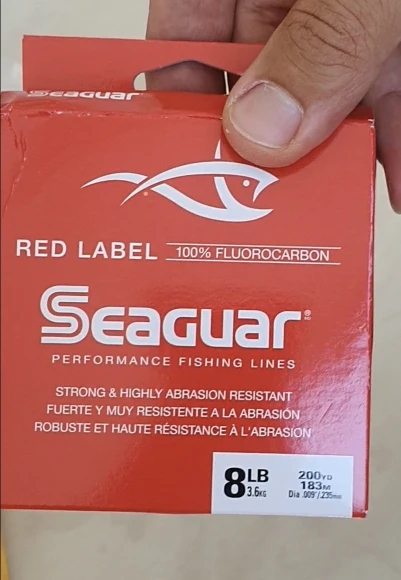 SEAGUAR
RED LABEL 100% FLUOROCARBON
SEAGUAR®
PERFORMANCE FISHING LINES
STRONG & HIGHLY ABRASION RESISTANT
FUERTE Y MUY RESISTENTE A LA ABRASIÓN
ROBUSTE ET HAUTE RÉSISTANCE À L'ABRASION
8LB 200YD
3.6KG 183M
Dia .009"/.235mm